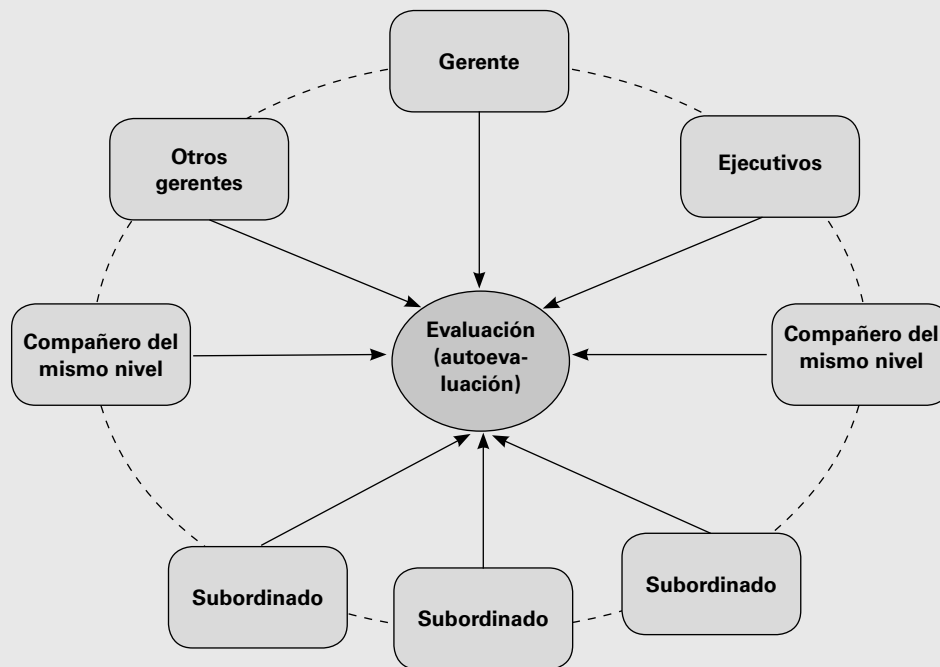 Gerente
Otros
gerentes
Ejecutivos
Compañero del
mismo nivel
Evaluación
(autoeva-
luación)
Compañero del
mismo nivel
Subordinado
Subordinado
Subordinado